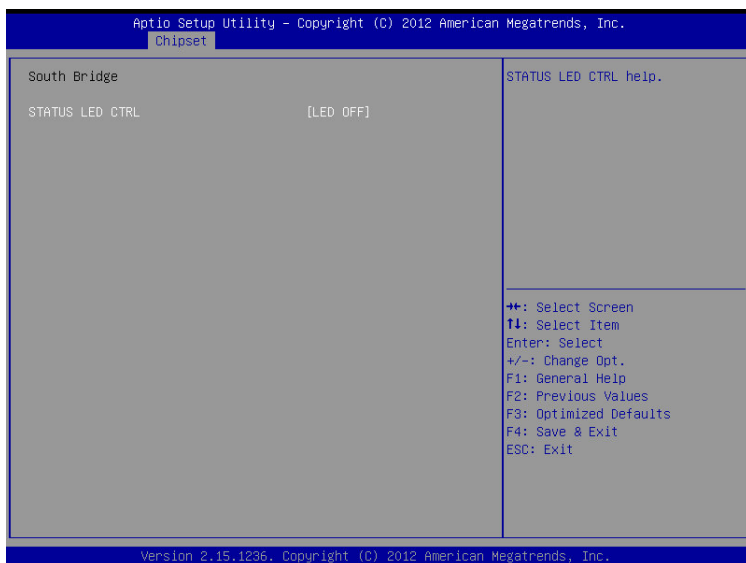 Aptio Setup Utility – Copyright (C) 2012 American Megatrends, Inc.
Chipset
South Bridge
STATUS LED CTRL [LED OFF]
STATUS LED CTRL help.
→←: Select Screen
↑↓: Select Item
Enter: Select
+/-: Change Opt.
F1: General Help
F2: Previous Values
F3: Optimized Defaults
F4: Save & Exit
ESC: Exit
Version 2.15.1236. Copyright (C) 2012 American Megatrends, Inc.